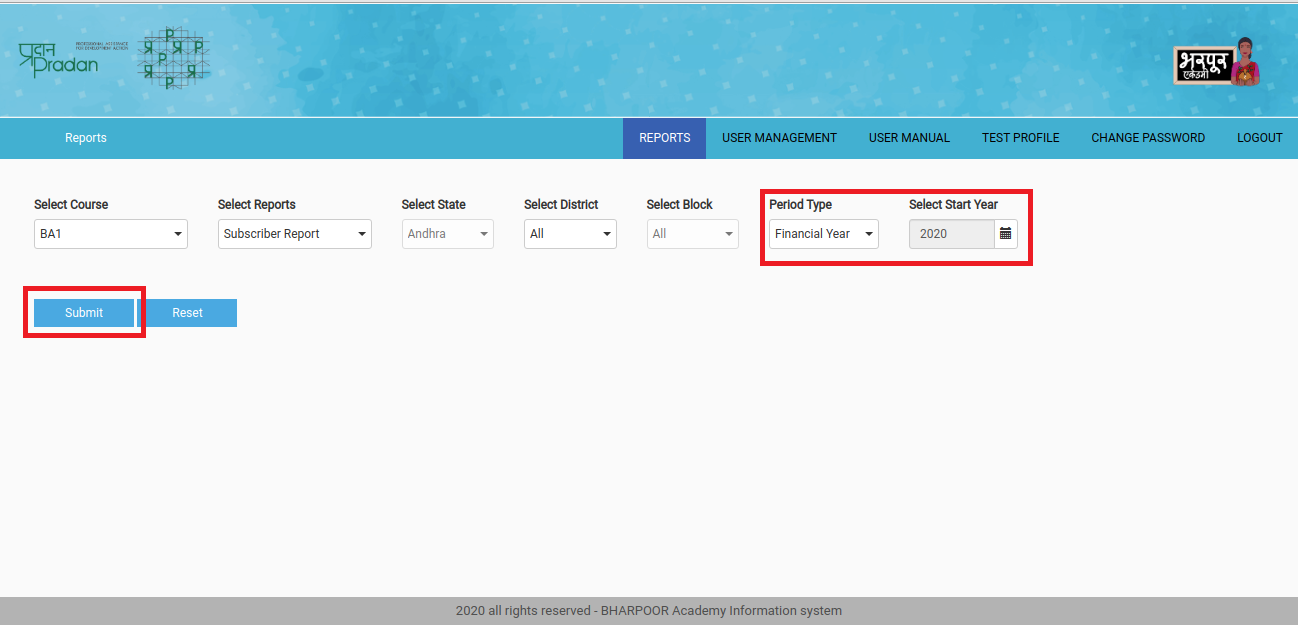 प्रदान
Pradan
PROFESSIONAL ASSISTANCE
FOR DEVELOPMENT ACTION
P
P P P
P
P P P
P
भरपूर
एकेडमी
Reports
REPORTS USER MANAGEMENT USER MANUAL TEST PROFILE CHANGE PASSWORD LOGOUT
Select Course Select Reports Select State Select District Select Block Period Type Select Start Year
BA1 Subscriber Report Andhra All All Financial Year 2020
Submit Reset
2020 all rights reserved - BHARPOOR Academy Information system